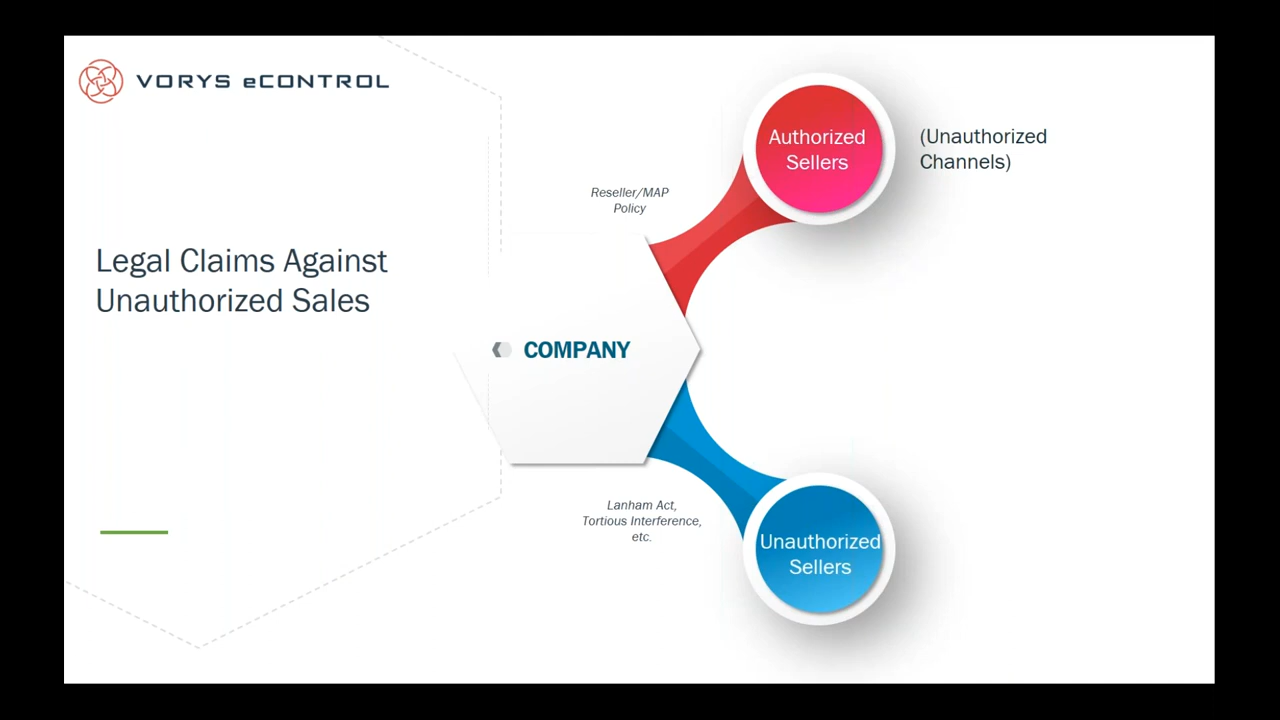 VORYS eCONTROL
Legal Claims Against
Unauthorized Sales
Reseller/MAP
Policy
Authorized
Sellers
(Unauthorized
Channels)
COMPANY
Lanham Act,
Tortious Interference,
etc.
Unauthorized
Sellers